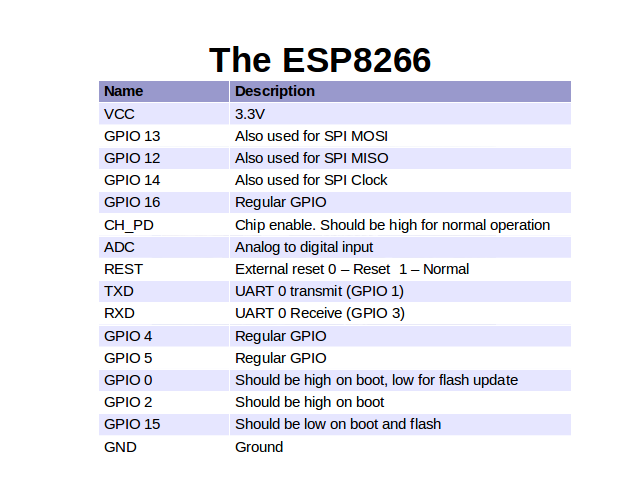 The ESP8266
Name Description
VCC 3.3V
GPIO 13 Also used for SPI MOSI
GPIO 12 Also used for SPI MISO
GPIO 14 Also used for SPI Clock
GPIO 16 Regular GPIO
CH_PD Chip enable. Should be high for normal operation
ADC Analog to digital input
REST External reset 0 – Reset  1 – Normal
TXD UART 0 transmit (GPIO 1)
RXD UART 0 Receive (GPIO 3)
GPIO 4 Regular GPIO
GPIO 5 Regular GPIO
GPIO 0 Should be high on boot, low for flash update
GPIO 2 Should be high on boot
GPIO 15 Should be low on boot and flash
GND Ground